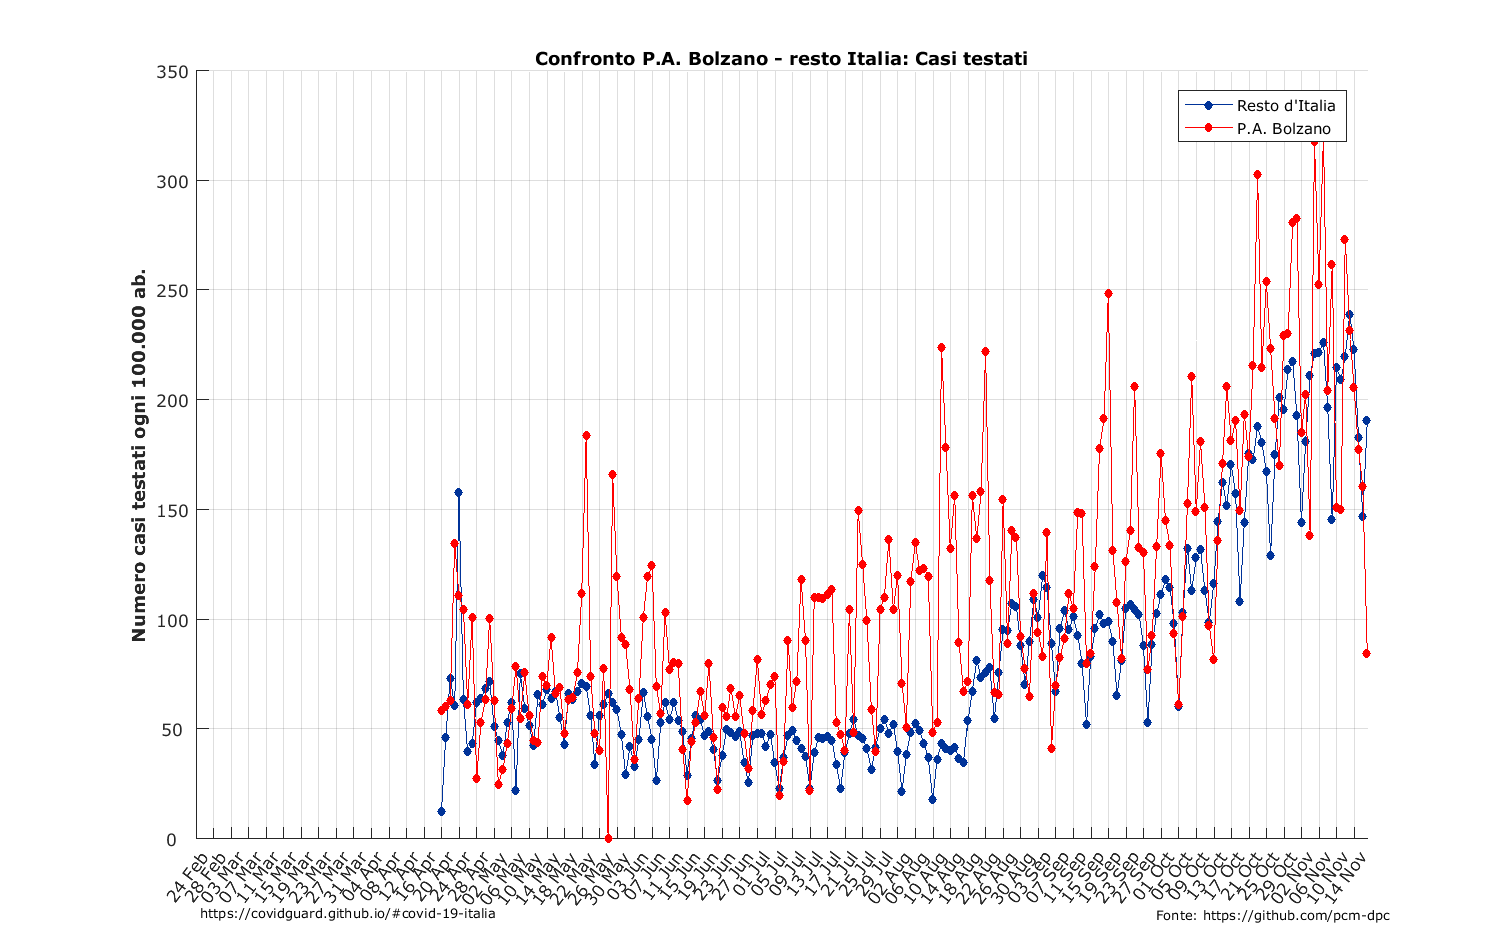 Confronto P.A. Bolzano - resto Italia: Casi testati
Resto d'Italia
P.A. Bolzano
Numero casi testati ogni 100.000 ab.
350
300
250
200
150
100
50
0
24 Feb
28 Feb
03 Mar
07 Mar
11 Mar
15 Mar
19 Mar
23 Mar
27 Mar
31 Mar
04 Apr
08 Apr
12 Apr
16 Apr
20 Apr
24 Apr
28 Apr
02 May
06 May
10 May
14 May
18 May
22 May
26 May
30 May
03 Jun
07 Jun
11 Jun
15 Jun
19 Jun
23 Jun
27 Jun
01 Jul
05 Jul
09 Jul
13 Jul
17 Jul
21 Jul
25 Jul
29 Jul
02 Aug
06 Aug
10 Aug
14 Aug
18 Aug
22 Aug
26 Aug
30 Aug
03 Sep
07 Sep
11 Sep
15 Sep
19 Sep
23 Sep
27 Sep
01 Oct
05 Oct
09 Oct
13 Oct
17 Oct
21 Oct
25 Oct
29 Oct
02 Nov
06 Nov
10 Nov
14 Nov
https://covidguard.github.io/#covid-19-italia
Fonte: https://github.com/pcm-dpc